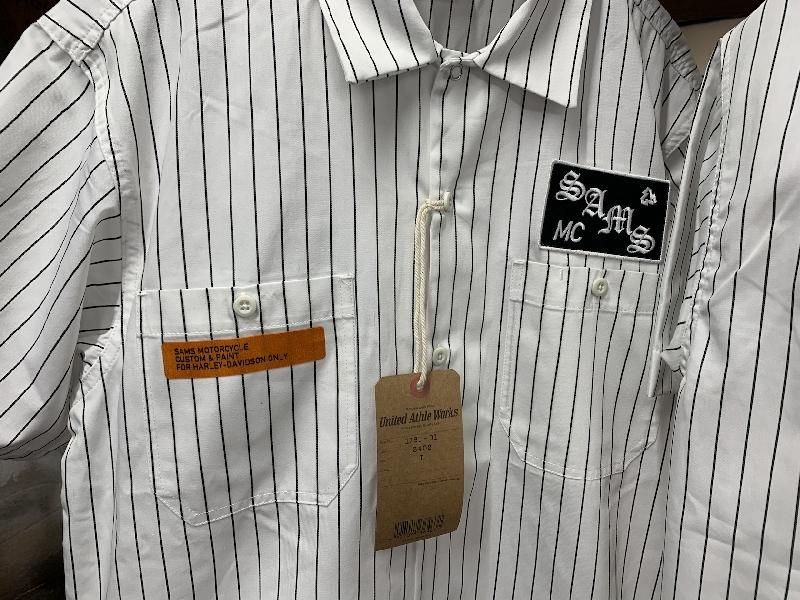 SAMS
MC
SAMS MOTORCYCLE
CUSTOM & PAINT
FOR HARLEY-DAVIDSON ONLY
United Athle Works